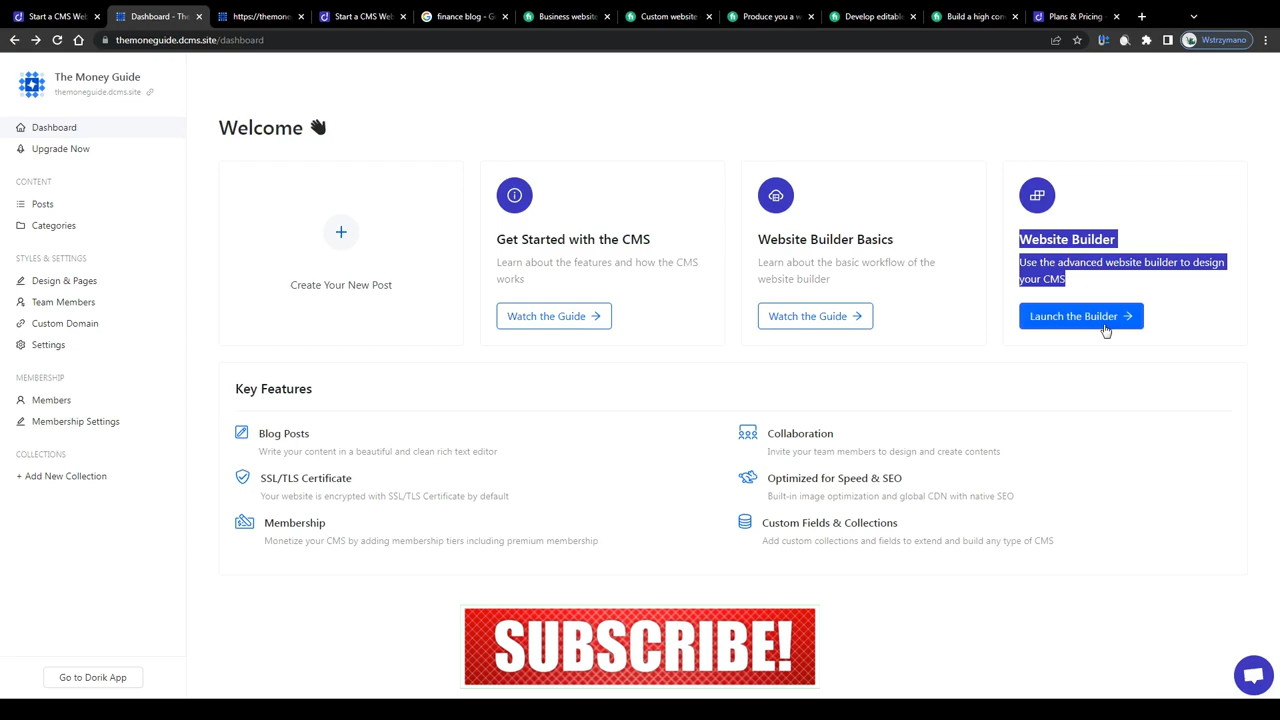 Start a CMS Web
Dashboard - The
https://themone
Start a CMS Web
finance blog - G
Business website
Custom website
Produce you a w
Develop editable
Build a high con
Plans & Pricing -
themoneguide.dcms.site/dashboard
Wstrzymano
The Money Guide
themoneguide.dcms.site
Dashboard
Upgrade Now
CONTENT
Posts
Categories
STYLES & SETTINGS
Design & Pages
Team Members
Custom Domain
Settings
MEMBERSHIP
Members
Membership Settings
COLLECTIONS
+ Add New Collection
Go to Dorik App
Welcome
Create Your New Post
Get Started with the CMS
Learn about the features and how the CMS
works
Watch the Guide
Website Builder Basics
Learn about the basic workflow of the
website builder
Watch the Guide
Website Builder
Use the advanced website builder to design
your CMS
Launch the Builder
Key Features
Blog Posts
Write your content in a beautiful and clean rich text editor
SSL/TLS Certificate
Your website is encrypted with SSL/TLS Certificate by default
Membership
Monetize your CMS by adding membership tiers including premium membership
Collaboration
Invite your team members to design and create contents
Optimized for Speed & SEO
Built-in image optimization and global CDN with native SEO
Custom Fields & Collections
Add custom collections and fields to extend and build any type of CMS
SUBSCRIBE!